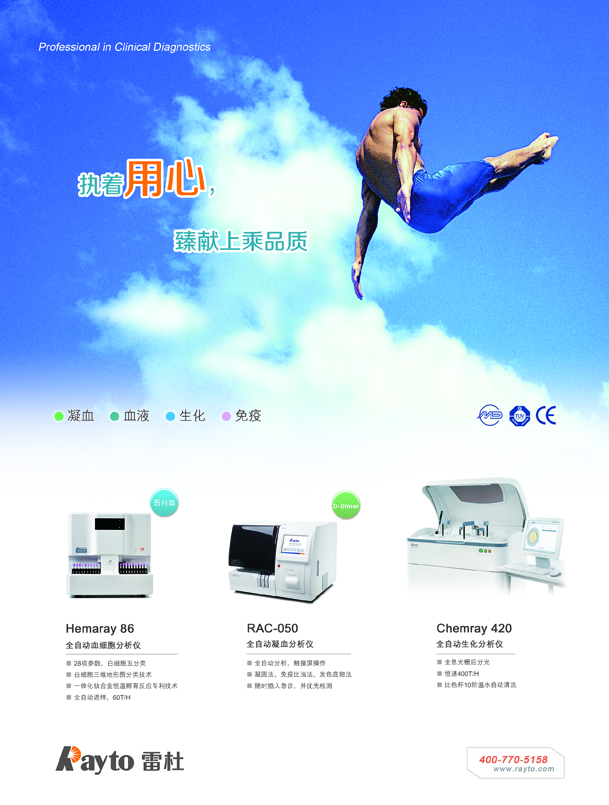 Professional in Clinical Diagnostics
执着用心，
臻献上乘品质
凝血 血液 生化 免疫
TUV
CE
五分类
D-Dimer
Rayto
Hemaray 86
全自动血细胞分析仪
28项参数，白细胞五分类
白细胞三维地形图分类技术
一体化钛合金恒温孵育反应专利技术
全自动进样，60T/H
RAC-050
全自动凝血分析仪
全自动分析，触摸屏操作
凝固法、免疫比浊法、发色底物法
随时插入急诊，并优先检测
Chemray 420
全自动生化分析仪
全息光栅后分光
恒速400T/H
比色杯10阶温水自动清洗
Rayto 雷杜
400-770-5158
www.rayto.com